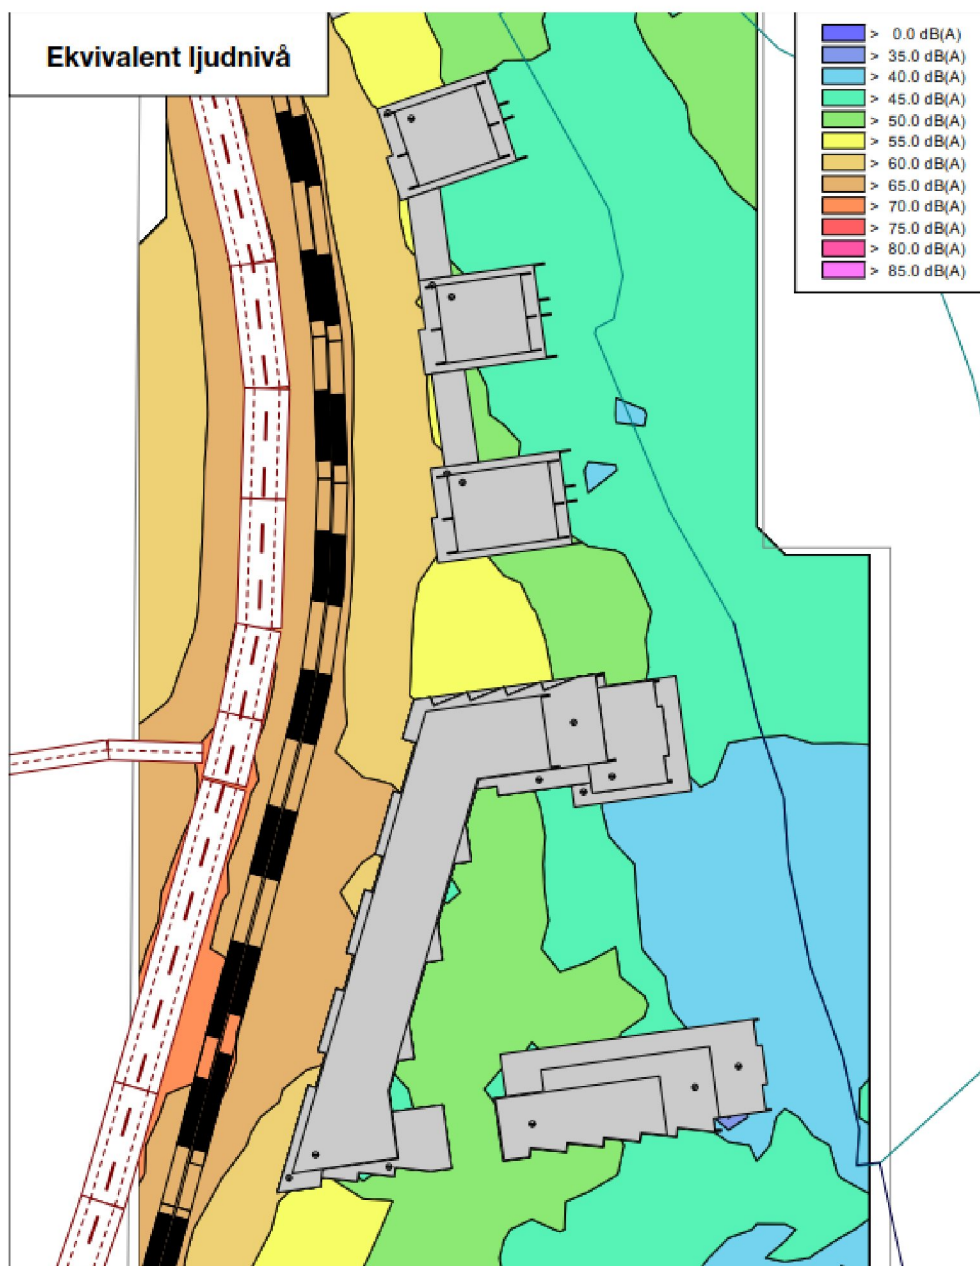 Ekvivalent ljudnivå
> 0.0 dB(A)
> 35.0 dB(A)
> 40.0 dB(A)
> 45.0 dB(A)
> 50.0 dB(A)
> 55.0 dB(A)
> 60.0 dB(A)
> 65.0 dB(A)
> 70.0 dB(A)
> 75.0 dB(A)
> 80.0 dB(A)
> 85.0 dB(A)